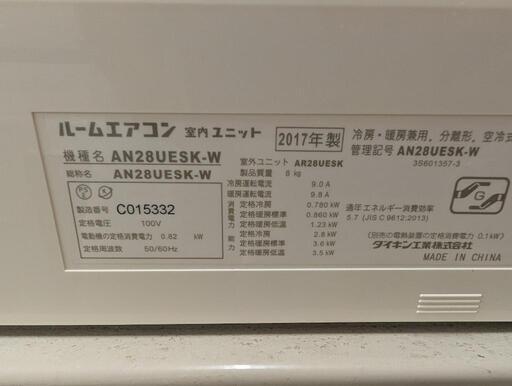 ルームエアコン 室内ユニット
2017年製
冷房・暖房兼用,分離形,空冷式
機種名 AN28UESK-W
総称名 AN28UESK-W
室外ユニット AR28UESK
管理記号 AN28UESK-W
3S601357-3
製品質量 8 kg
冷房運転電流 9.0 A
暖房運転電流 9.8 A
消費電力
定格冷房 0.780 kW
定格暖房標準 0.860 kW
定格暖房低温 1.23 kW
能力
定格冷房 2.8 kW
定格暖房標準 3.6 kW
定格暖房低温 3.5 kW
PS
E
製造番号 C015332
定格電圧 100V
電動機の定格消費電力 0.82 kW
定格周波数 50/60Hz
G
通年エネルギー消費効率
5.7 (JIS C 9612:2013)
(別売の電熱装置の定格消費電力 0.1kW)
ダイキン工業株式会社
MADE IN CHINA